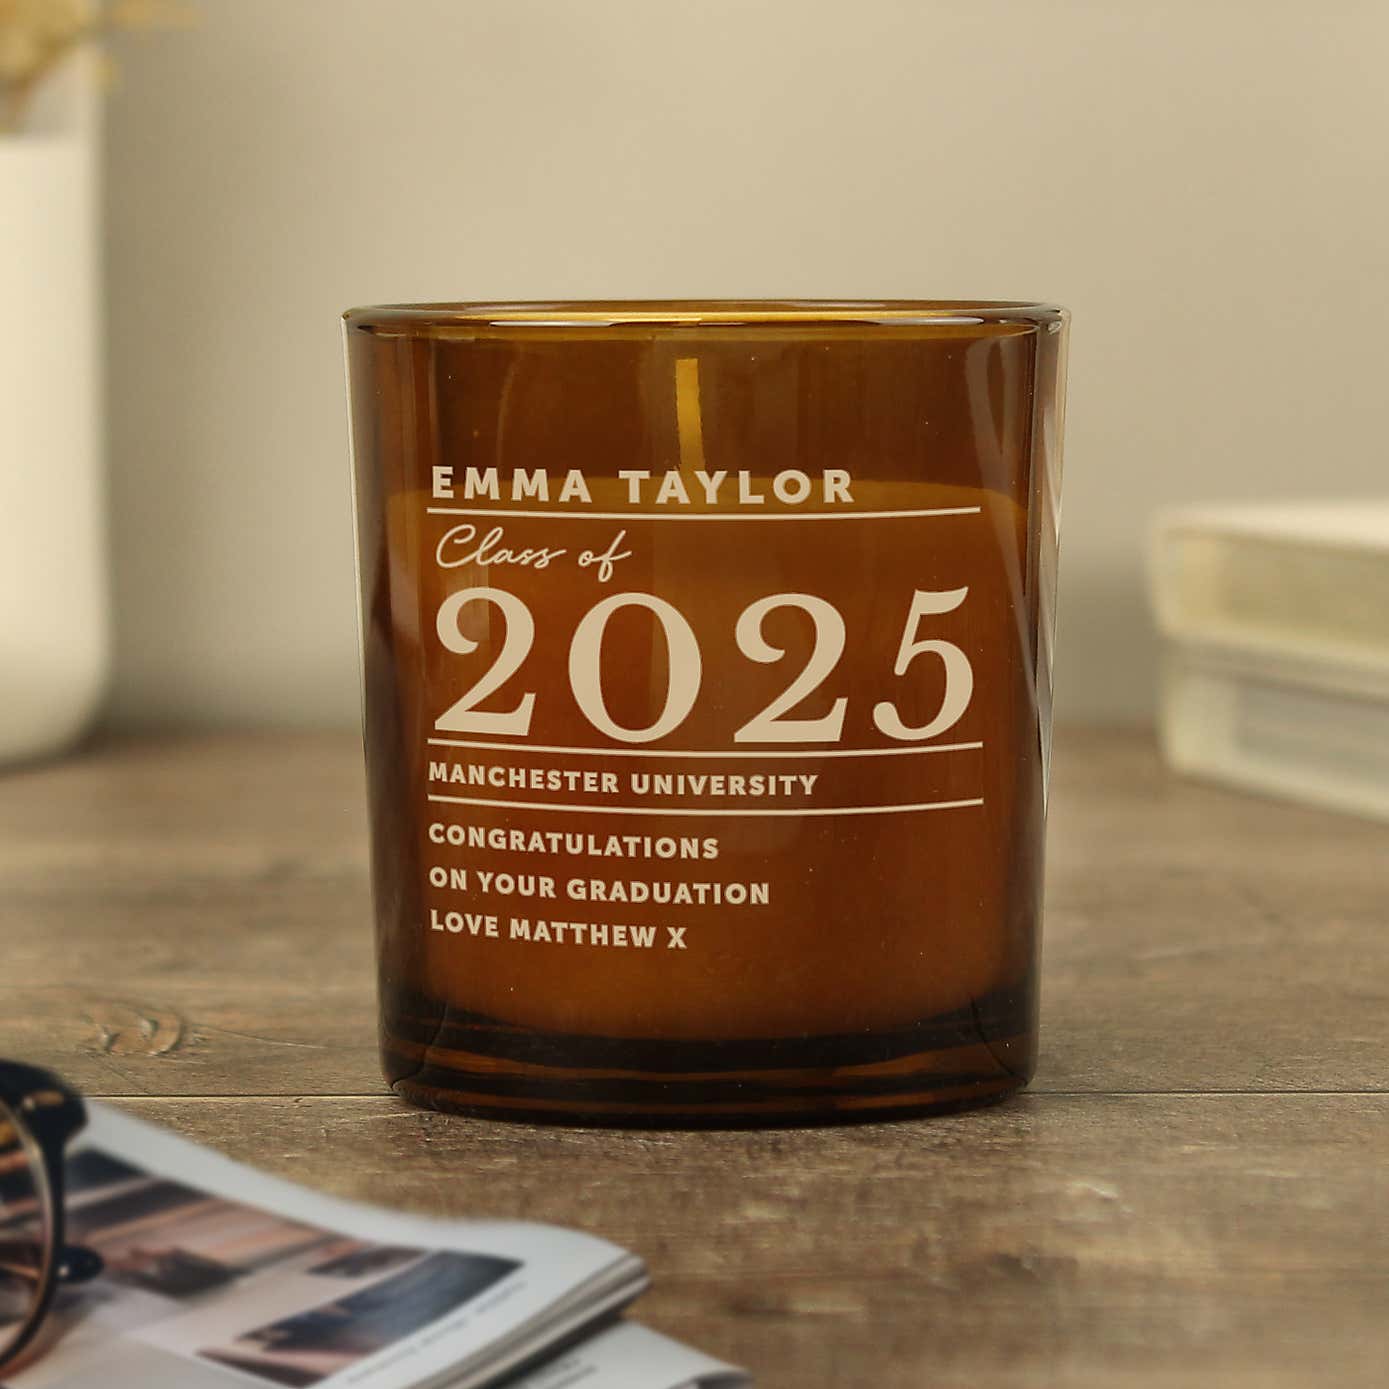 EMMA TAYLOR
Class of
2025
MANCHESTER UNIVERSITY
CONGRATULATIONS
ON YOUR GRADUATION
LOVE MATTHEW X